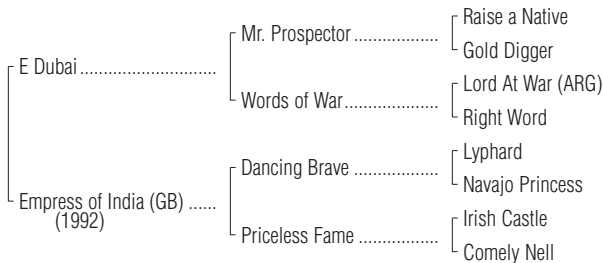 Raise a Native
Mr. Prospector ..................
Gold Digger
E Dubai .............................
Lord At War (ARG)
Words of War ....................
Right Word
Lyphard
Dancing Brave ..................
Navajo Princess
Empress of India (GB) ......
(1992)
Irish Castle
Priceless Fame .................
Comely Nell